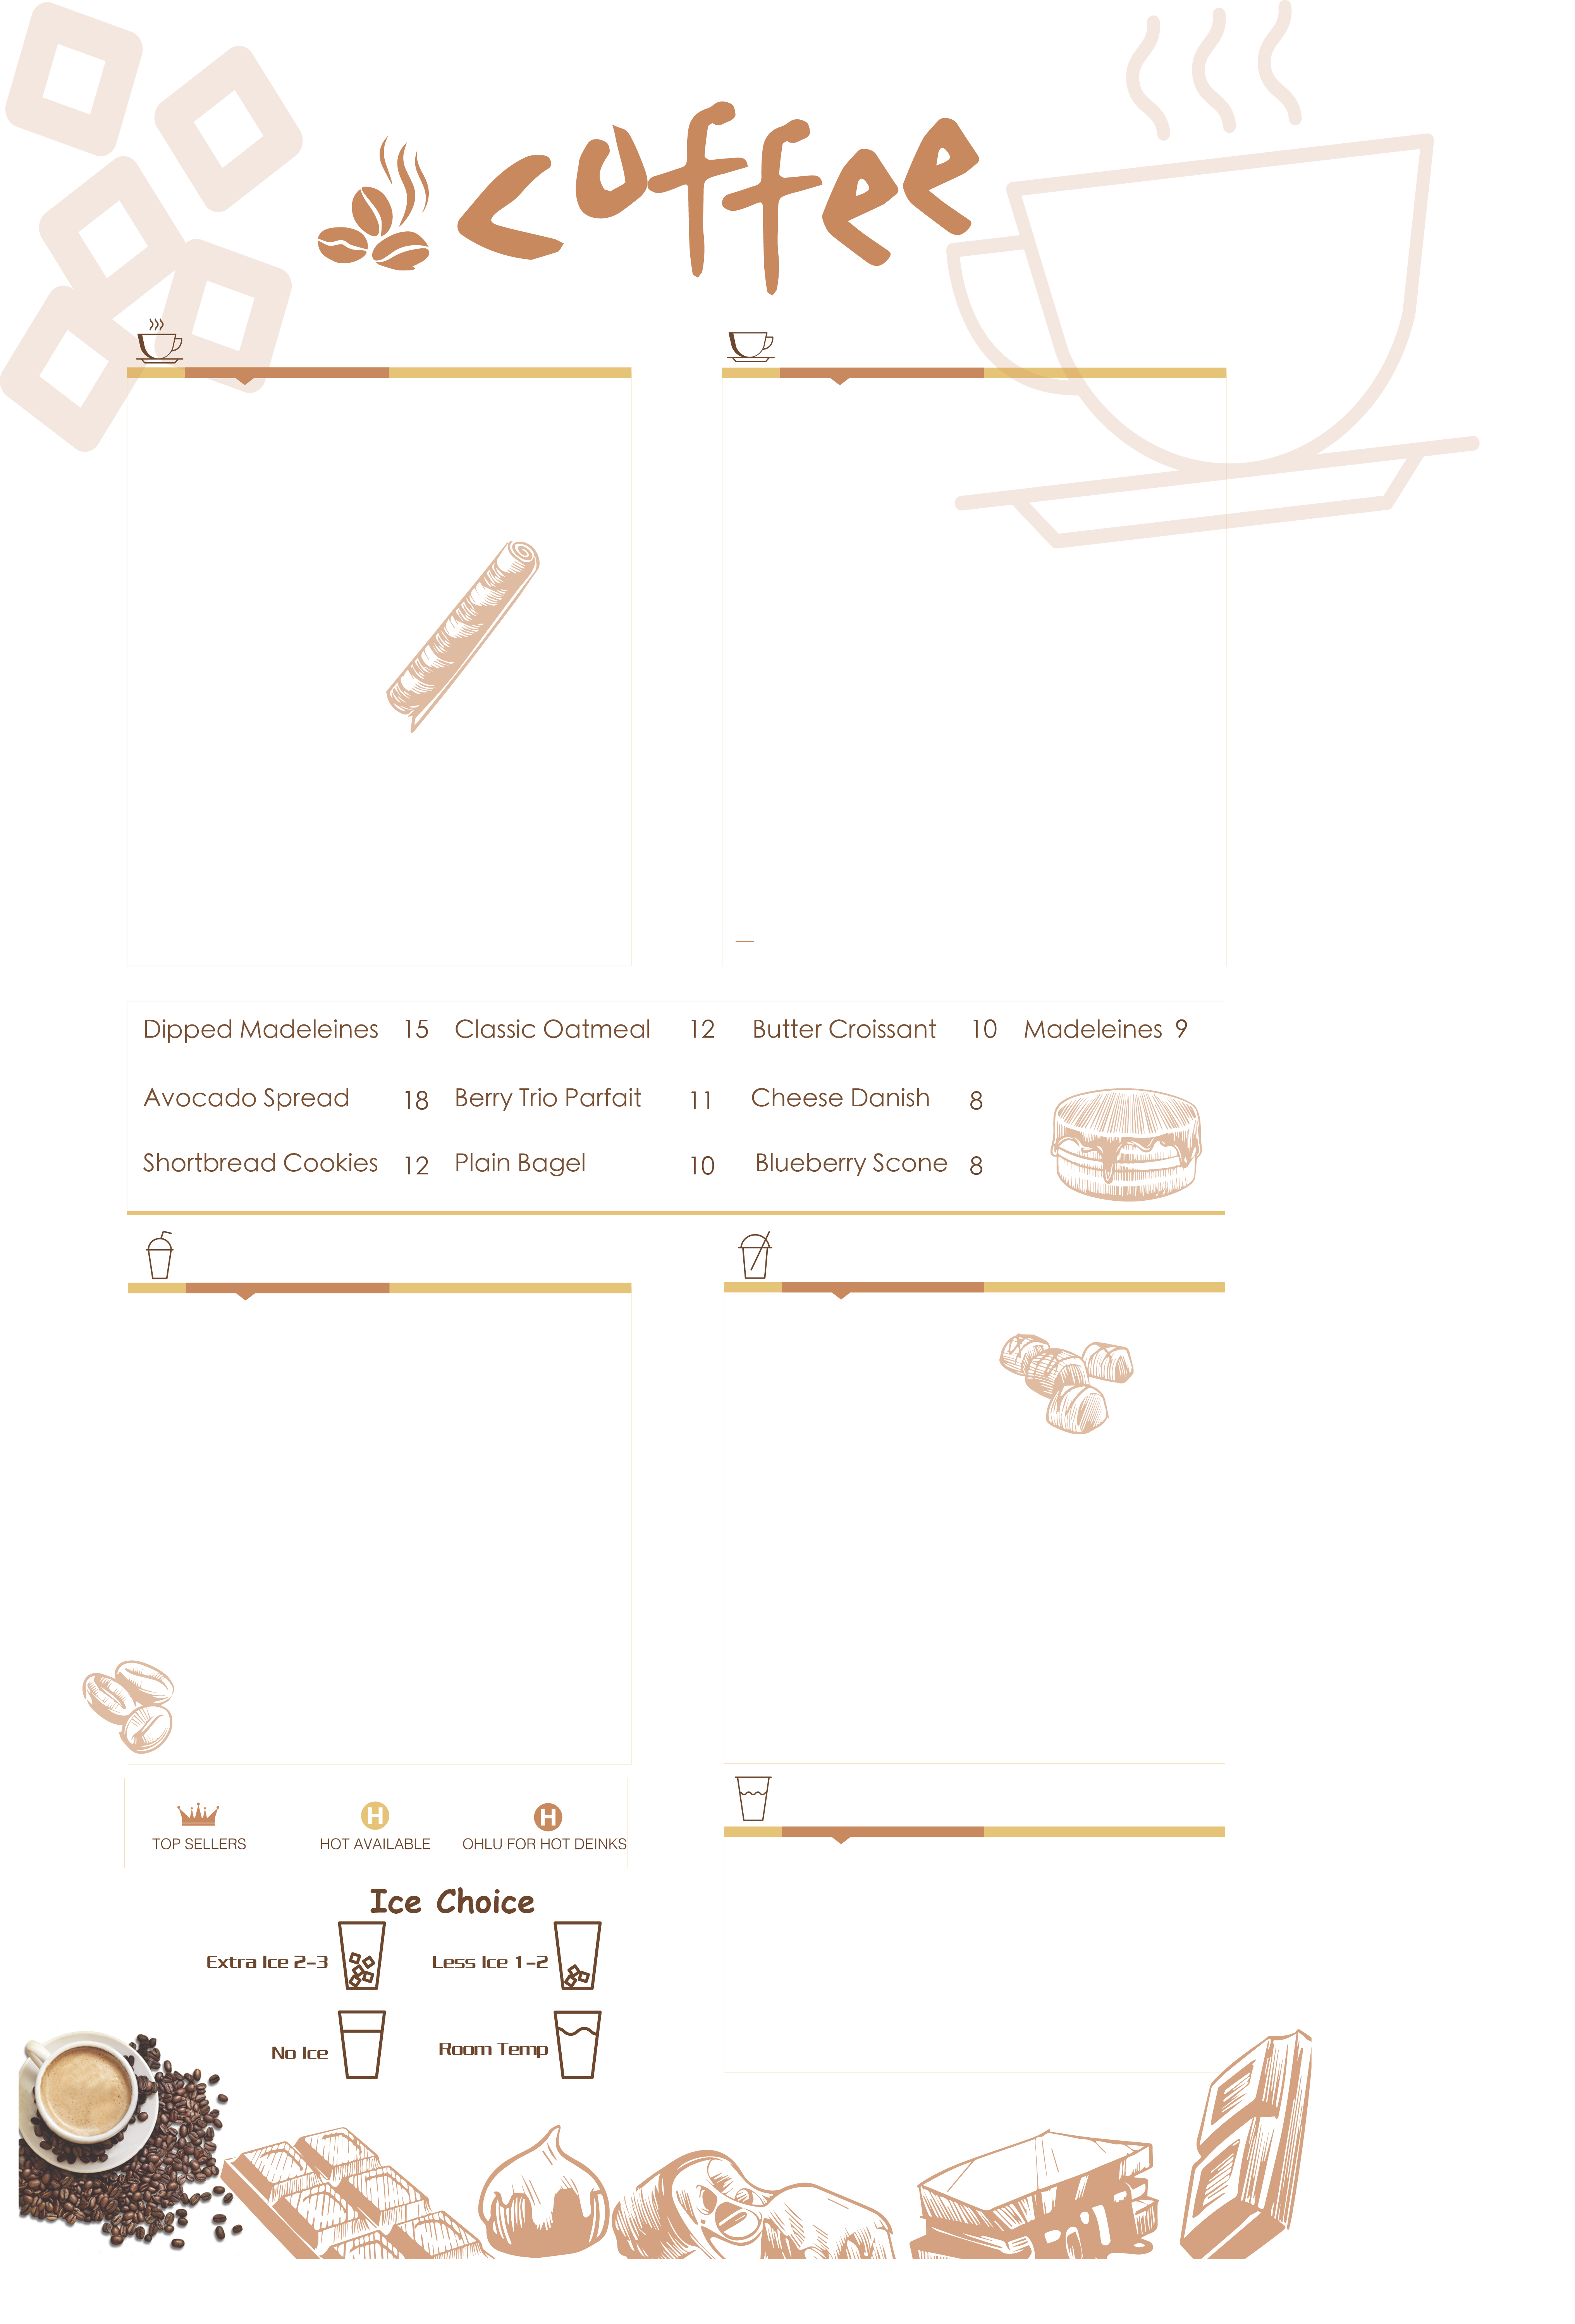 coffee
Dipped Madeleines 15 Classic Oatmeal 12 Butter Croissant 10 Madeleines 9
Avocado Spread 18 Berry Trio Parfait 11 Cheese Danish 8
Shortbread Cookies 12 Plain Bagel 10 Blueberry Scone 8
H H
TOP SELLERS HOT AVAILABLE OHLU FOR HOT DEINKS
Ice Choice
Extra Ice 2-3 Less Ice 1-2
No Ice Room Temp